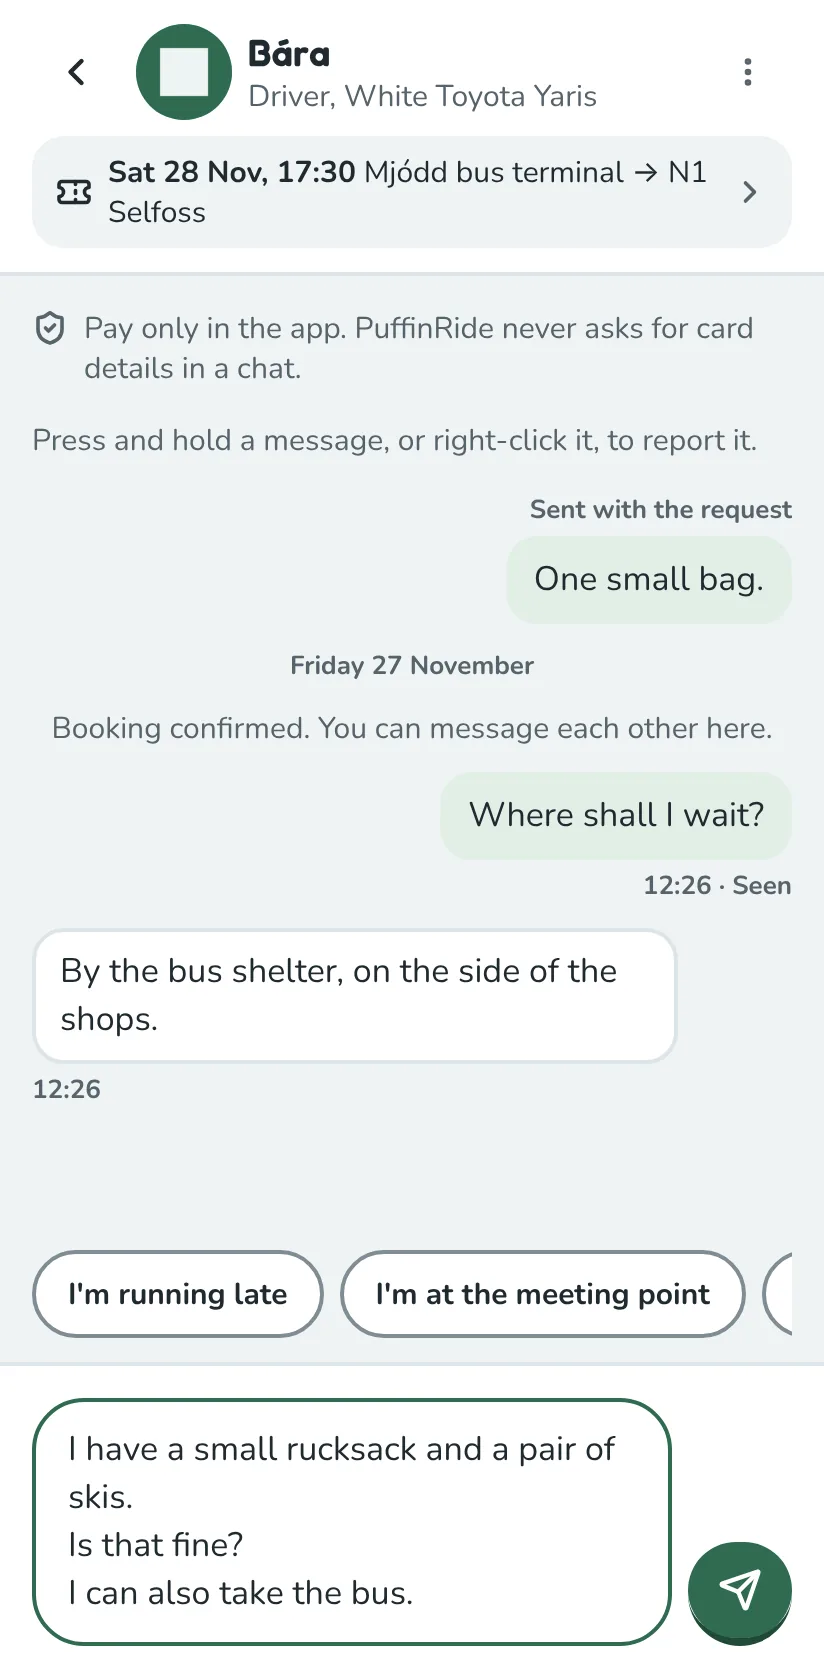 Bára
Driver, White Toyota Yaris
Sat 28 Nov, 17:30 Mjódd bus terminal → N1
Selfoss
Pay only in the app. PuffinRide never asks for card
details in a chat.
Press and hold a message, or right-click it, to report it.
Sent with the request
One small bag.
Friday 27 November
Booking confirmed. You can message each other here.
Where shall I wait?
12:26 · Seen
By the bus shelter, on the side of the
shops.
12:26
I'm running late
I'm at the meeting point
I have a small rucksack and a pair of
skis.
Is that fine?
I can also take the bus.